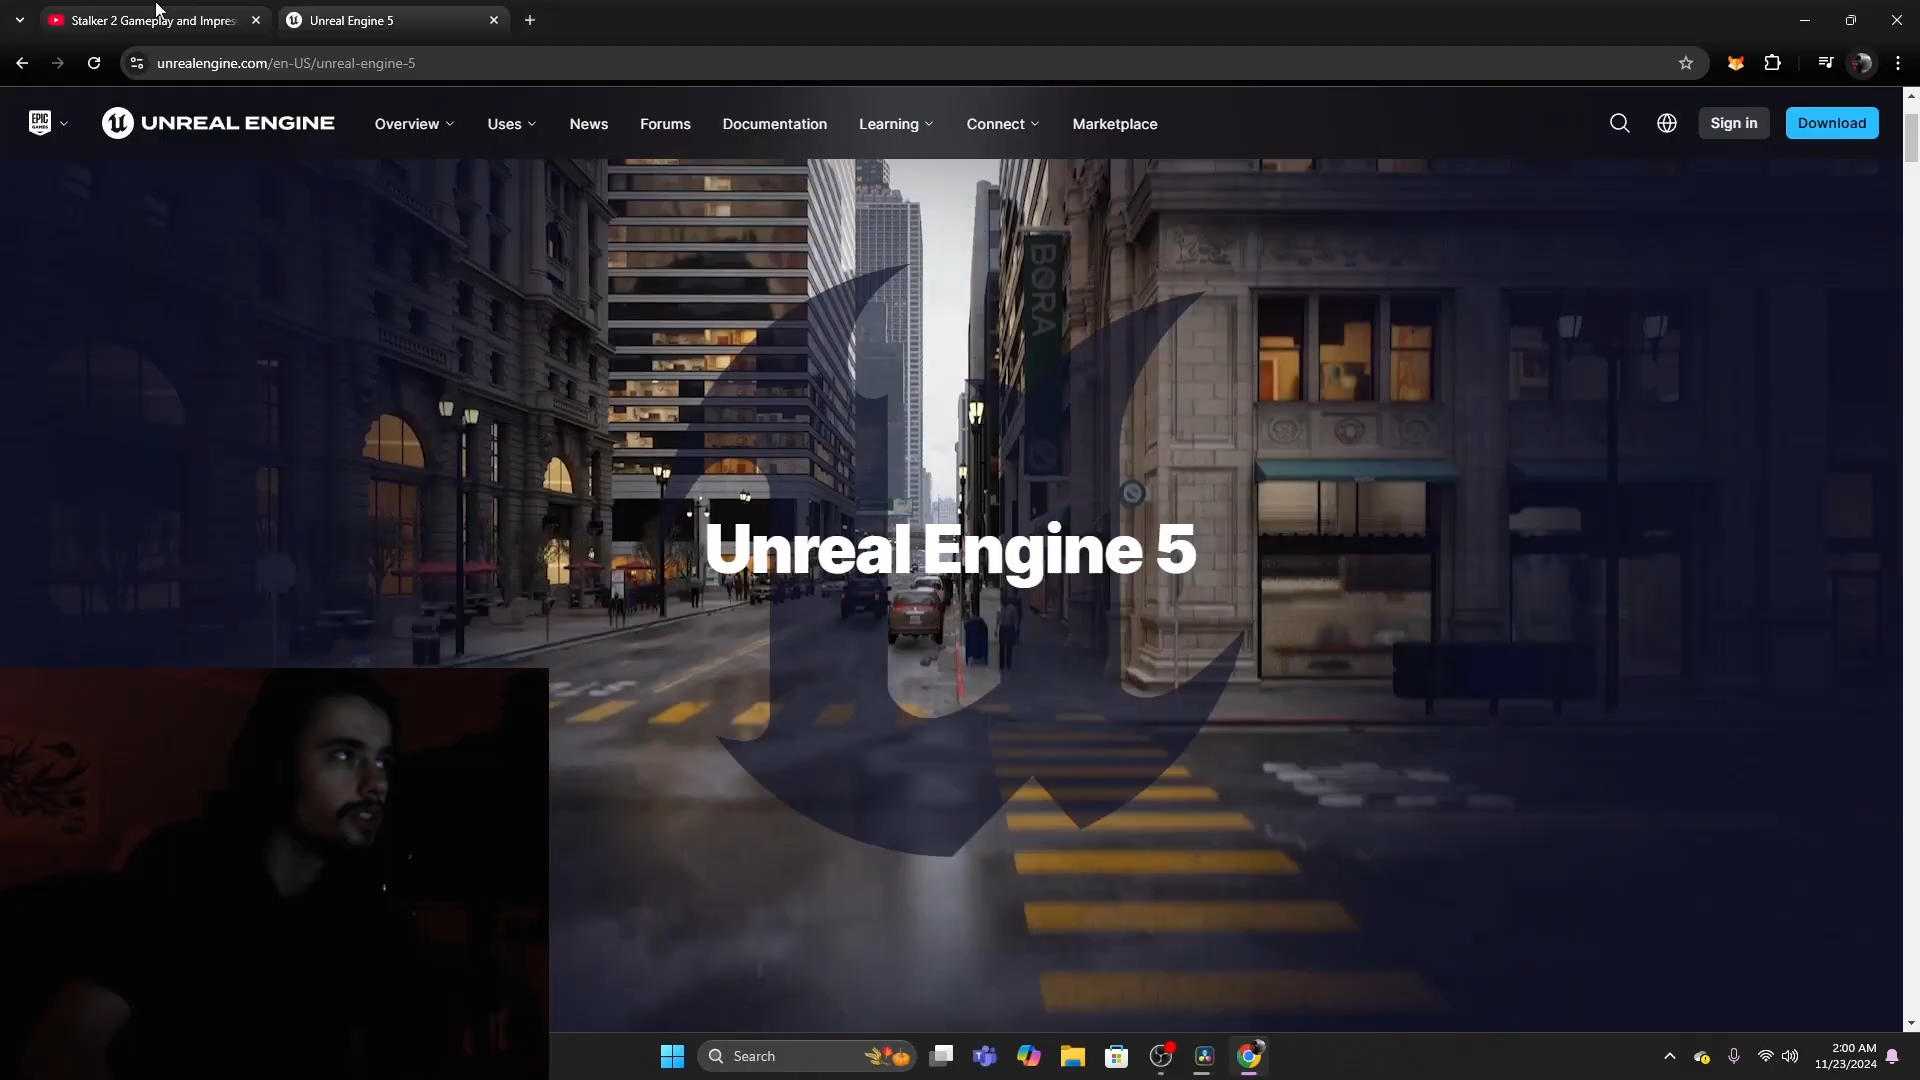 Stalker 2 Gameplay and Impres
Unreal Engine 5
unrealengine.com/en-US/unreal-engine-5
EPIC GAMES
UNREAL ENGINE
Overview
Uses
News
Forums
Documentation
Learning
Connect
Marketplace
Sign in
Download
BORA
Unreal Engine 5
Search
2:00 AM
11/23/2024